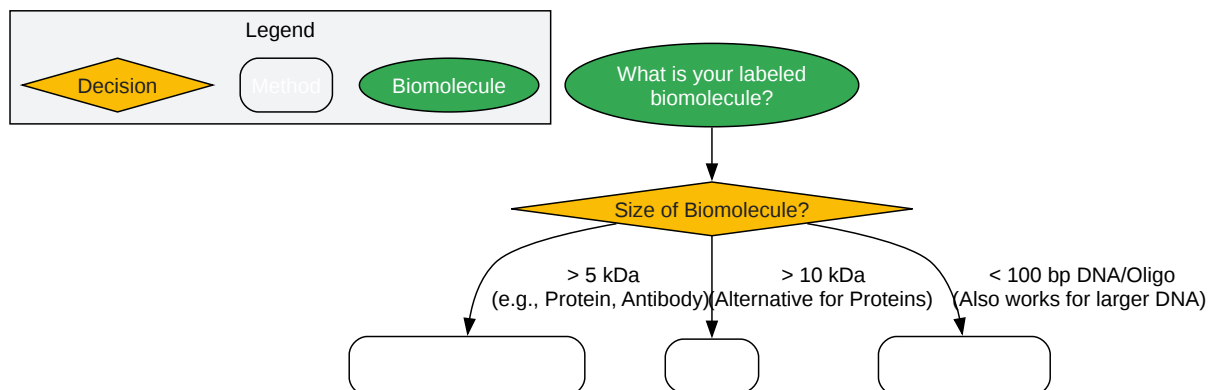 Legend
Decision
Method
Biomolecule
What is your labeled
biomolecule?
Size of Biomolecule?
> 5 kDa
(e.g., Protein, Antibody)
> 10 kDa
(Alternative for Proteins)
< 100 bp DNA/Oligo
(Also works for larger DNA)